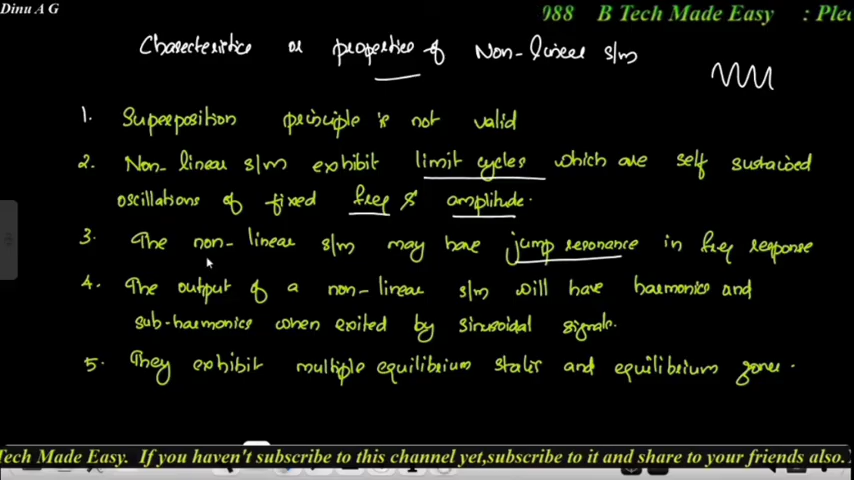 Dinu A G
988 B Tech Made Easy : Ple
Charecteristics or properties of Non-linear s/m
1. Superposition principle is not valid
2. Non-linear s/m exhibit limit cycles which are self sustained
oscillations of fixed freq & amplitude.
3. The non-linear s/m may have jump resonance in freq response
4. The output of a non-linear s/m will have harmonics and
sub-harmonics when exited by sinusoidal signals.
5. They exhibit multiple equilibrium states and equilibrium zones.
Tech Made Easy. If you haven't subscribe to this channel yet,subscribe to it and share to your friends also.